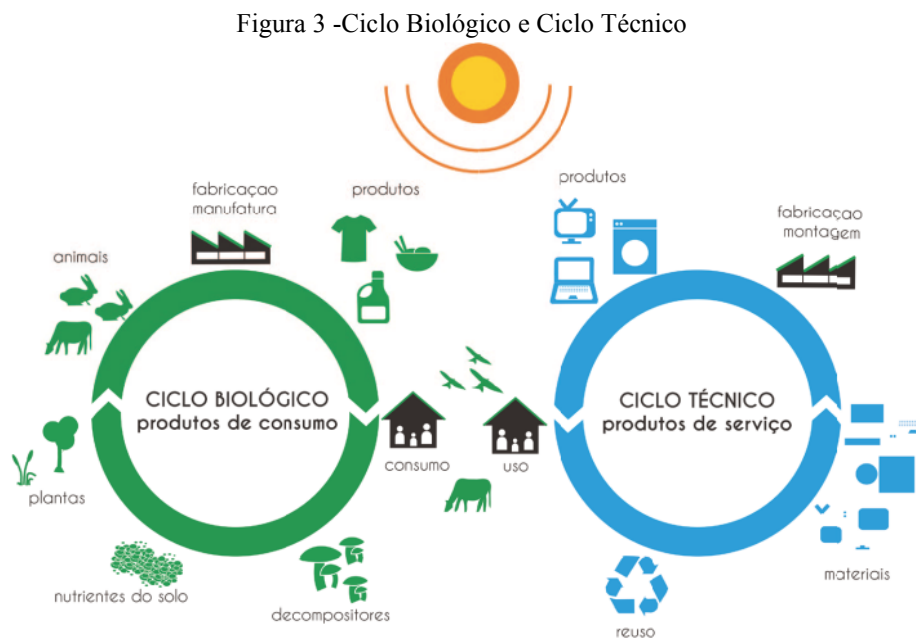 Figura 3 -Ciclo Biológico e Ciclo Técnico
fabricaçao
manufatura
produtos
animais
CICLO BIOLÓGICO
produtos de consumo
consumo
plantas
nutrientes do solo
decompositores
produtos
fabricaçao
montagem
CICLO TÉCNICO
produtos de serviço
uso
materiais
reuso